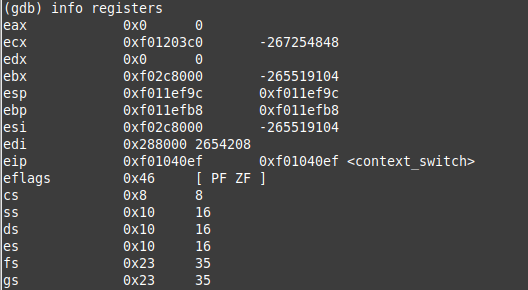 (gdb) info registers
eax 0x0 0
ecx 0xf01203c0 -267254848
edx 0x0 0
ebx 0xf02c8000 -265519104
esp 0xf011ef9c 0xf011ef9c
ebp 0xf011efb8 0xf011efb8
esi 0xf02c8000 -265519104
edi 0x288000 2654208
eip 0xf01040ef 0xf01040ef <context_switch>
eflags 0x46 [ PF ZF ]
cs 0x8 8
ss 0x10 16
ds 0x10 16
es 0x10 16
fs 0x23 35
gs 0x23 35